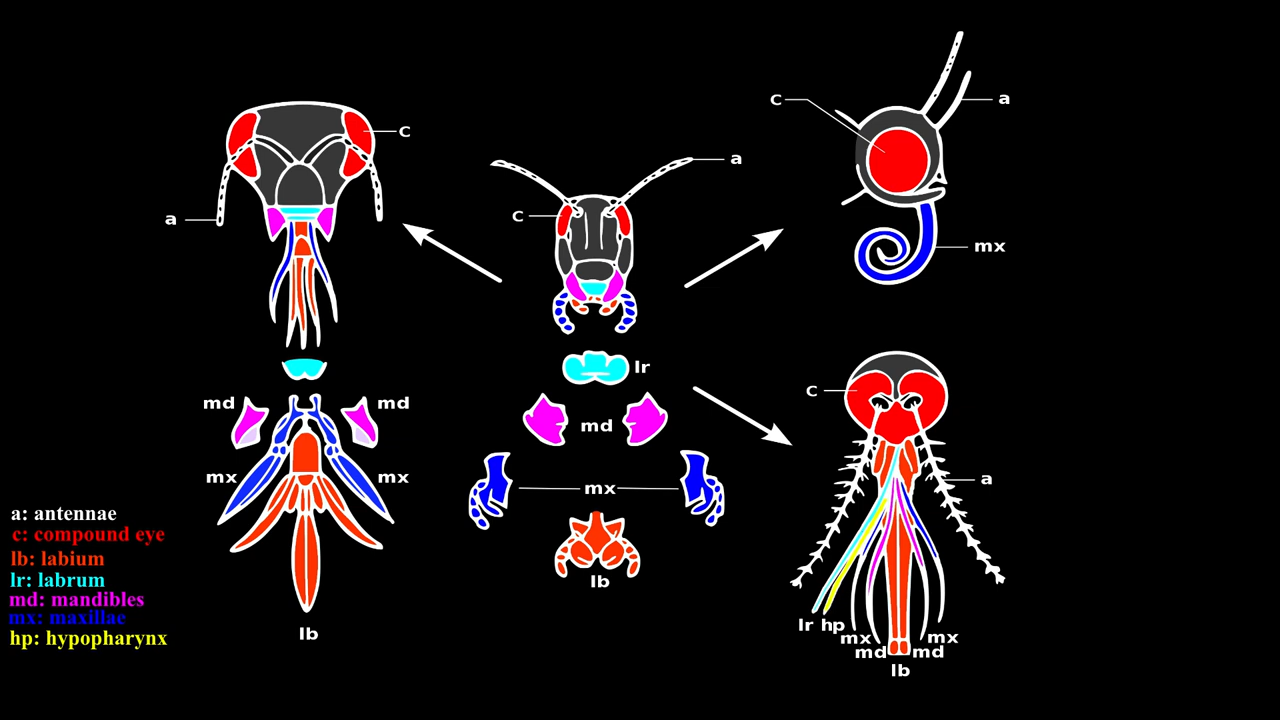 c
a
md
md
mx
mx
lb
a
c
lr
md
mx
lb
c
a
mx
c
a
lr hp
mx
mx
md
md
lb
a: antennae
c: compound eye
lb: labium
lr: labrum
md: mandibles
mx: maxillae
hp: hypopharynx